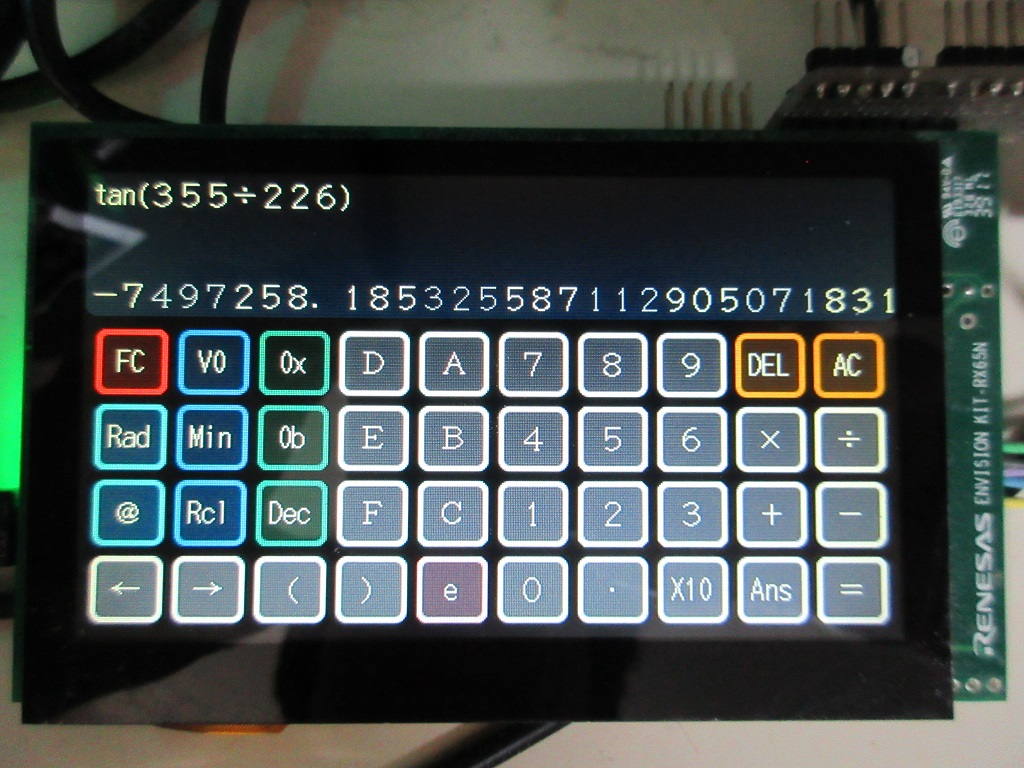 tan(355÷226)
-7497258. 185325587112905071831
FC V0 0x D A 7 8 9 DEL AC
Rad Min 0b E B 4 5 6 × ÷
@ Rcl Dec F C 1 2 3 + −
← → ( ) e 0 · X10 Ans =
RENESAS ENVISION KIT-RX65N
3917